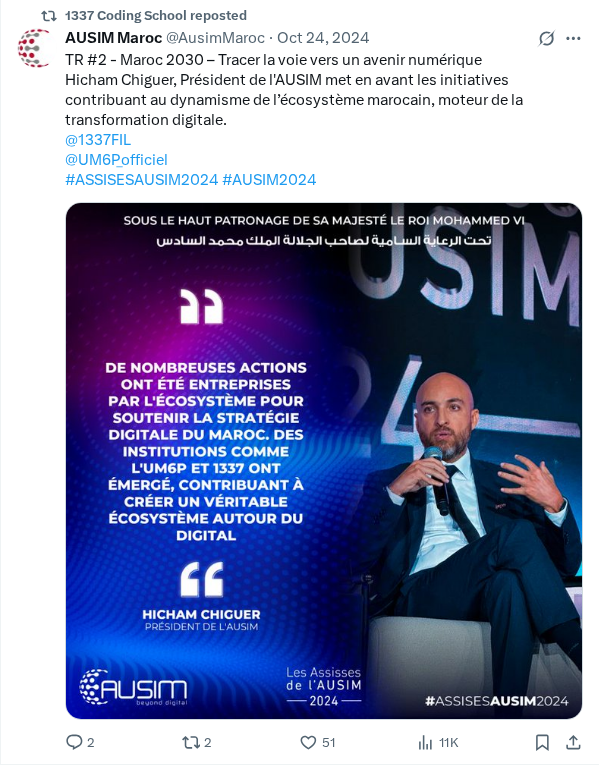 1337 Coding School reposted
AUSIM Maroc @AusimMaroc · Oct 24, 2024
TR #2 - Maroc 2030 – Tracer la voie vers un avenir numérique
Hicham Chiguer, Président de l'AUSIM met en avant les initiatives
contribuant au dynamisme de l’écosystème marocain, moteur de la
transformation digitale.
@1337FIL
@UM6P_officiel
#ASSISESAUSIM2024 #AUSIM2024
SOUS LE HAUT PATRONAGE DE SA MAJESTÉ LE ROI MOHAMMED VI
تحت الرعاية السامية لصاحب الجلالة الملك محمد السادس
USIM
24
DE NOMBREUSES ACTIONS
ONT ÉTÉ ENTREPRISES
PAR L'ÉCOSYSTÈME POUR
SOUTENIR LA STRATÉGIE
DIGITALE DU MAROC. DES
INSTITUTIONS COMME
L'UM6P ET 1337 ONT
ÉMERGÉ, CONTRIBUANT À
CRÉER UN VÉRITABLE
ÉCOSYSTÈME AUTOUR DU
DIGITAL
HICHAM CHIGUER
PRÉSIDENT DE L'AUSIM
AUSIM
beyond digital
Les Assises
de l'AUSIM
2024
#ASSISESAUSIM2024
2 2 51 11K